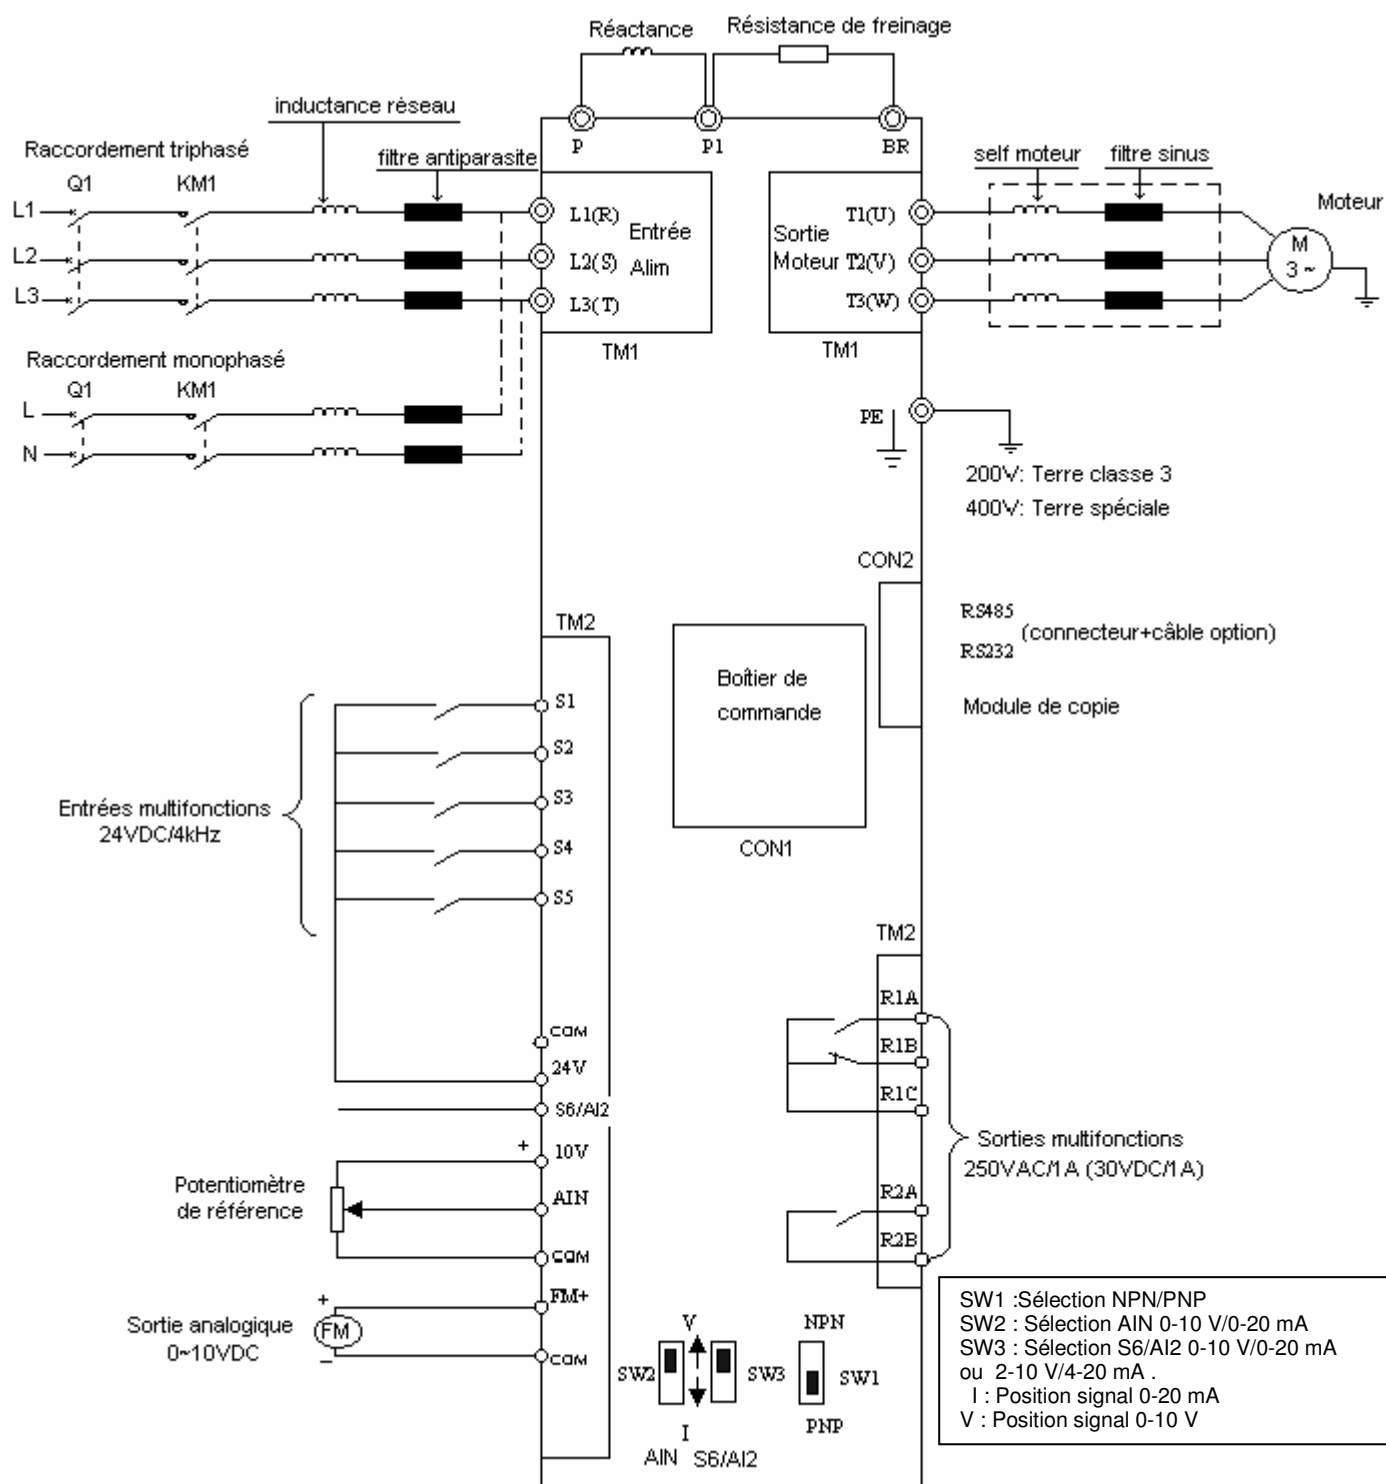 Réactance
Résistance de freinage
inductance réseau
P
P1
BR
Raccordement triphasé
filtre antiparasite
self moteur
filtre sinus
Q1
KM1
Moteur
L1
L1(R)
Entrée
Alim
L2
L2(S)
L3
L3(T)
TM1
Sortie
Moteur
T1(U)
T2(V)
T3(W)
TM1
M
3 ~
Raccordement monophasé
Q1
KM1
L
N
PE
200V: Terre classe 3
400V: Terre spéciale
CON2
RS485
RS232
(connecteur+câble option)
Module de copie
TM2
Boîtier de
commande
CON1
S1
S2
S3
S4
S5
Entrées multifonctions
24VDC/4kHz
COM
24V
S6/AI2
+
10V
Potentiomètre
de référence
AIN
COM
FM+
+
Sortie analogique
0~10VDC
FM
−
COM
TM2
R1A
R1B
R1C
R2A
R2B
Sorties multifonctions
250VAC/1A (30VDC/1A)
V
SW2
SW3
I
AIN
S6/AI2
NPN
SW1
PNP
SW1 :Sélection NPN/PNP
SW2 : Sélection AIN 0-10 V/0-20 mA
SW3 : Sélection S6/AI2 0-10 V/0-20 mA
ou 2-10 V/4-20 mA .
I : Position signal 0-20 mA
V : Position signal 0-10 V